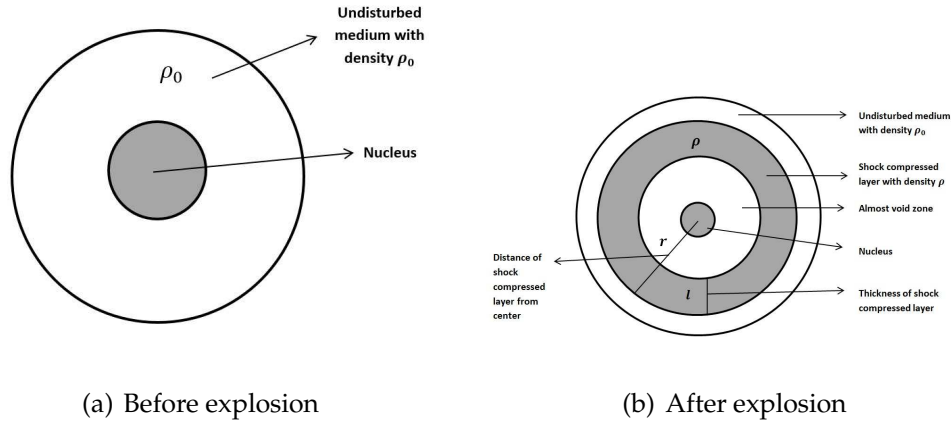 Undisturbed
medium with
density ρ₀
ρ₀
Nucleus
(a) Before explosion
Undisturbed medium
with density ρ₀
ρ
Shock compressed
layer with density ρ
Almost void zone
r
Nucleus
Distance of
shock
compressed
layer from
center
l
Thickness of shock
compressed layer
(b) After explosion